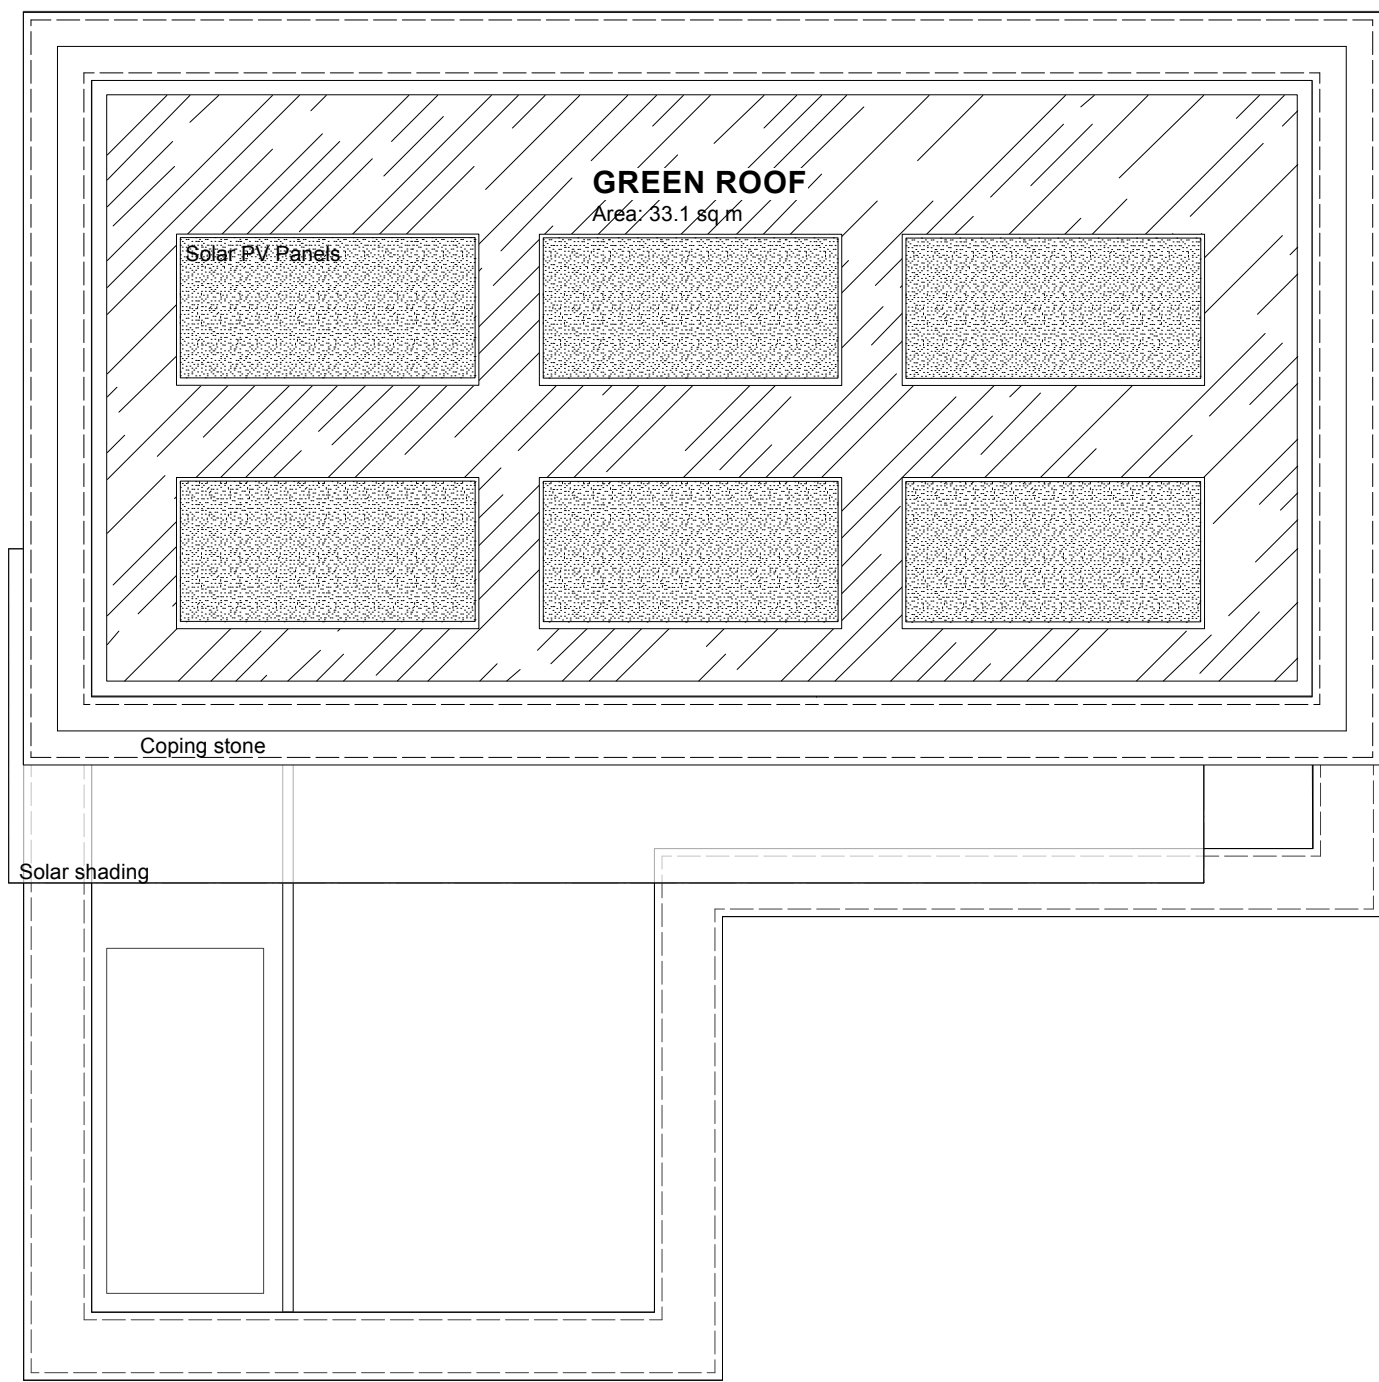 GREEN ROOF
Area: 33.1 sq m
Solar PV Panels
Coping stone
Solar shading